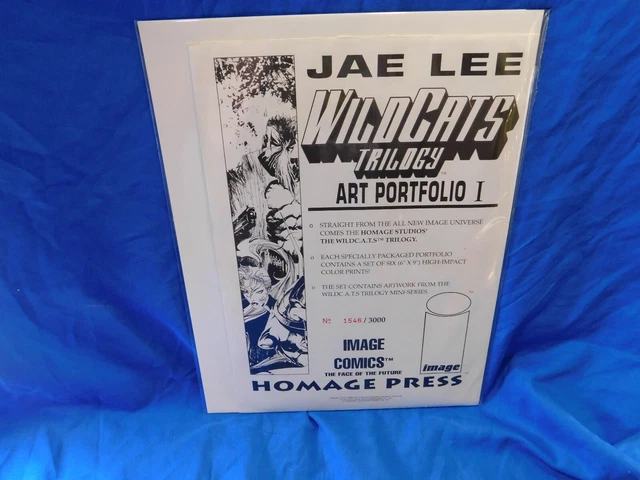 JAE LEE
WILDCATS
TRILOGY™
ART PORTFOLIO I
o STRAIGHT FROM THE ALL NEW IMAGE UNIVERSE
COMES THE HOMAGE STUDIOS'
THE WILDC.A.T.S™ TRILOGY.
o EACH SPECIALLY PACKAGED PORTFOLIO
CONTAINS A SET OF SIX (6" X 9") HIGH-IMPACT
COLOR PRINTS!
o THE SET CONTAINS ARTWORK FROM THE
WILDC.A.T.S TRILOGY MINI-SERIES.
Nº 1546 / 3000
IMAGE
COMICS™
THE FACE OF THE FUTURE
image
HOMAGE PRESS